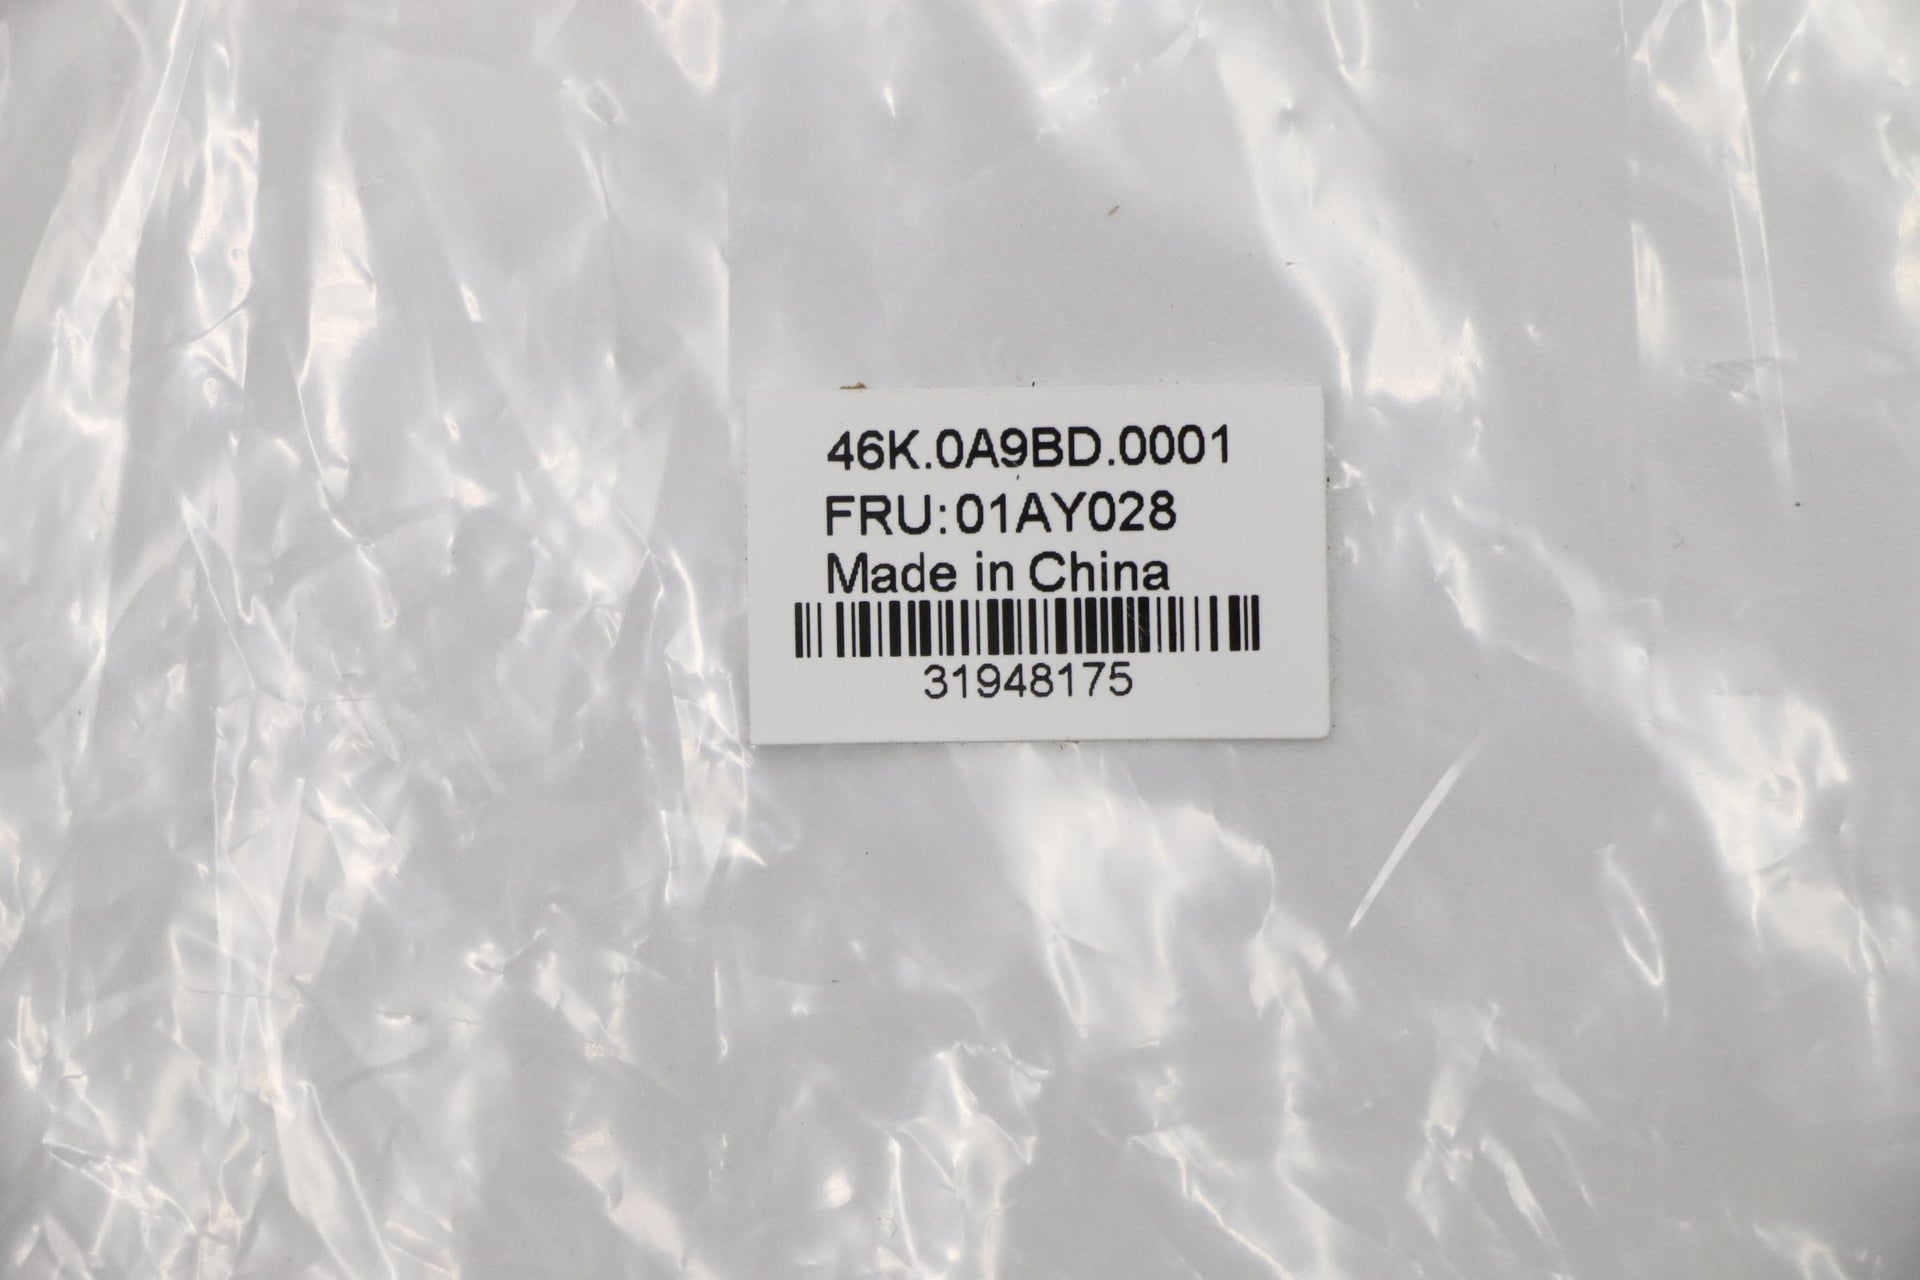 46K.0A9BD.0001
FRU:01AY028
Made in China
31948175